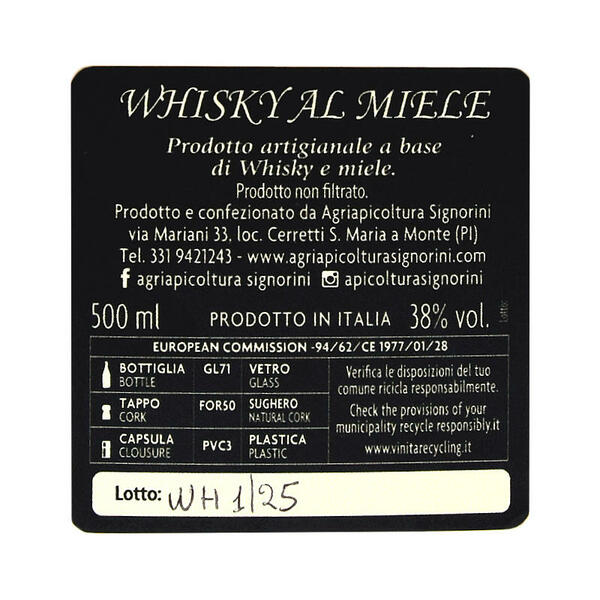 WHISKY AL MIELE
Prodotto artigianale a base
di Whisky e miele.
Prodotto non filtrato.
Prodotto e confezionato da Agriapicoltura Signorini
via Mariani 33, loc. Cerretti S. Maria a Monte (PI)
Tel. 331 9421243 - www.agriapicolturasignorini.com
agriapicoltura signorini apicolturasignorini
500 ml PRODOTTO IN ITALIA 38% vol.
Lotto:
EUROPEAN COMMISSION -94/62/CE 1977/01/28
BOTTIGLIA GL71 VETRO
BOTTLE GLASS
TAPPO FOR50 SUGHERO
CORK NATURAL CORK
CAPSULA PVC3 PLASTICA
CLOUSURE PLASTIC
Verifica le disposizioni del tuo
comune ricicla responsabilmente.
Check the provisions of your
municipality recycle responsibly.it
www.vinitarecycling.it
Lotto: WH 1/25